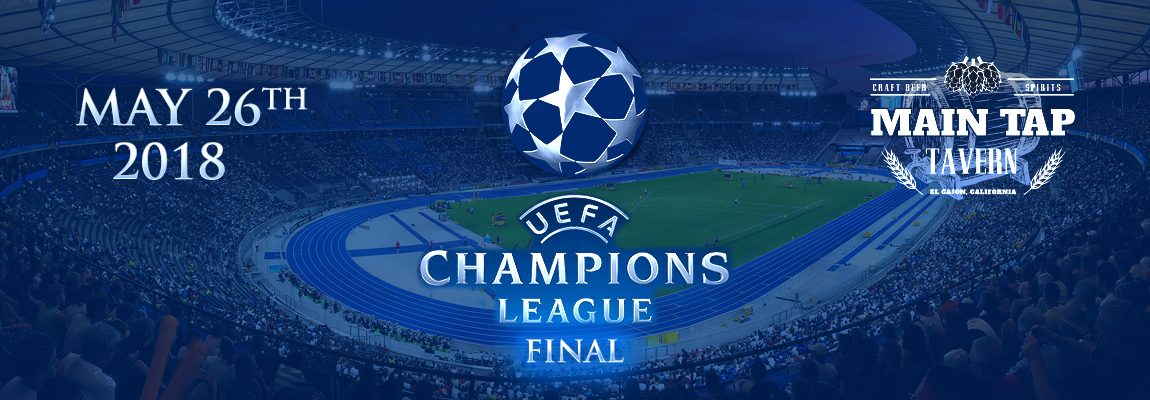 MAY 26TH
2018
UEFA
CHAMPIONS
LEAGUE
FINAL
CRAFT BEER SPIRITS
MAIN TAP
TAVERN
EL CAJON, CALIFORNIA